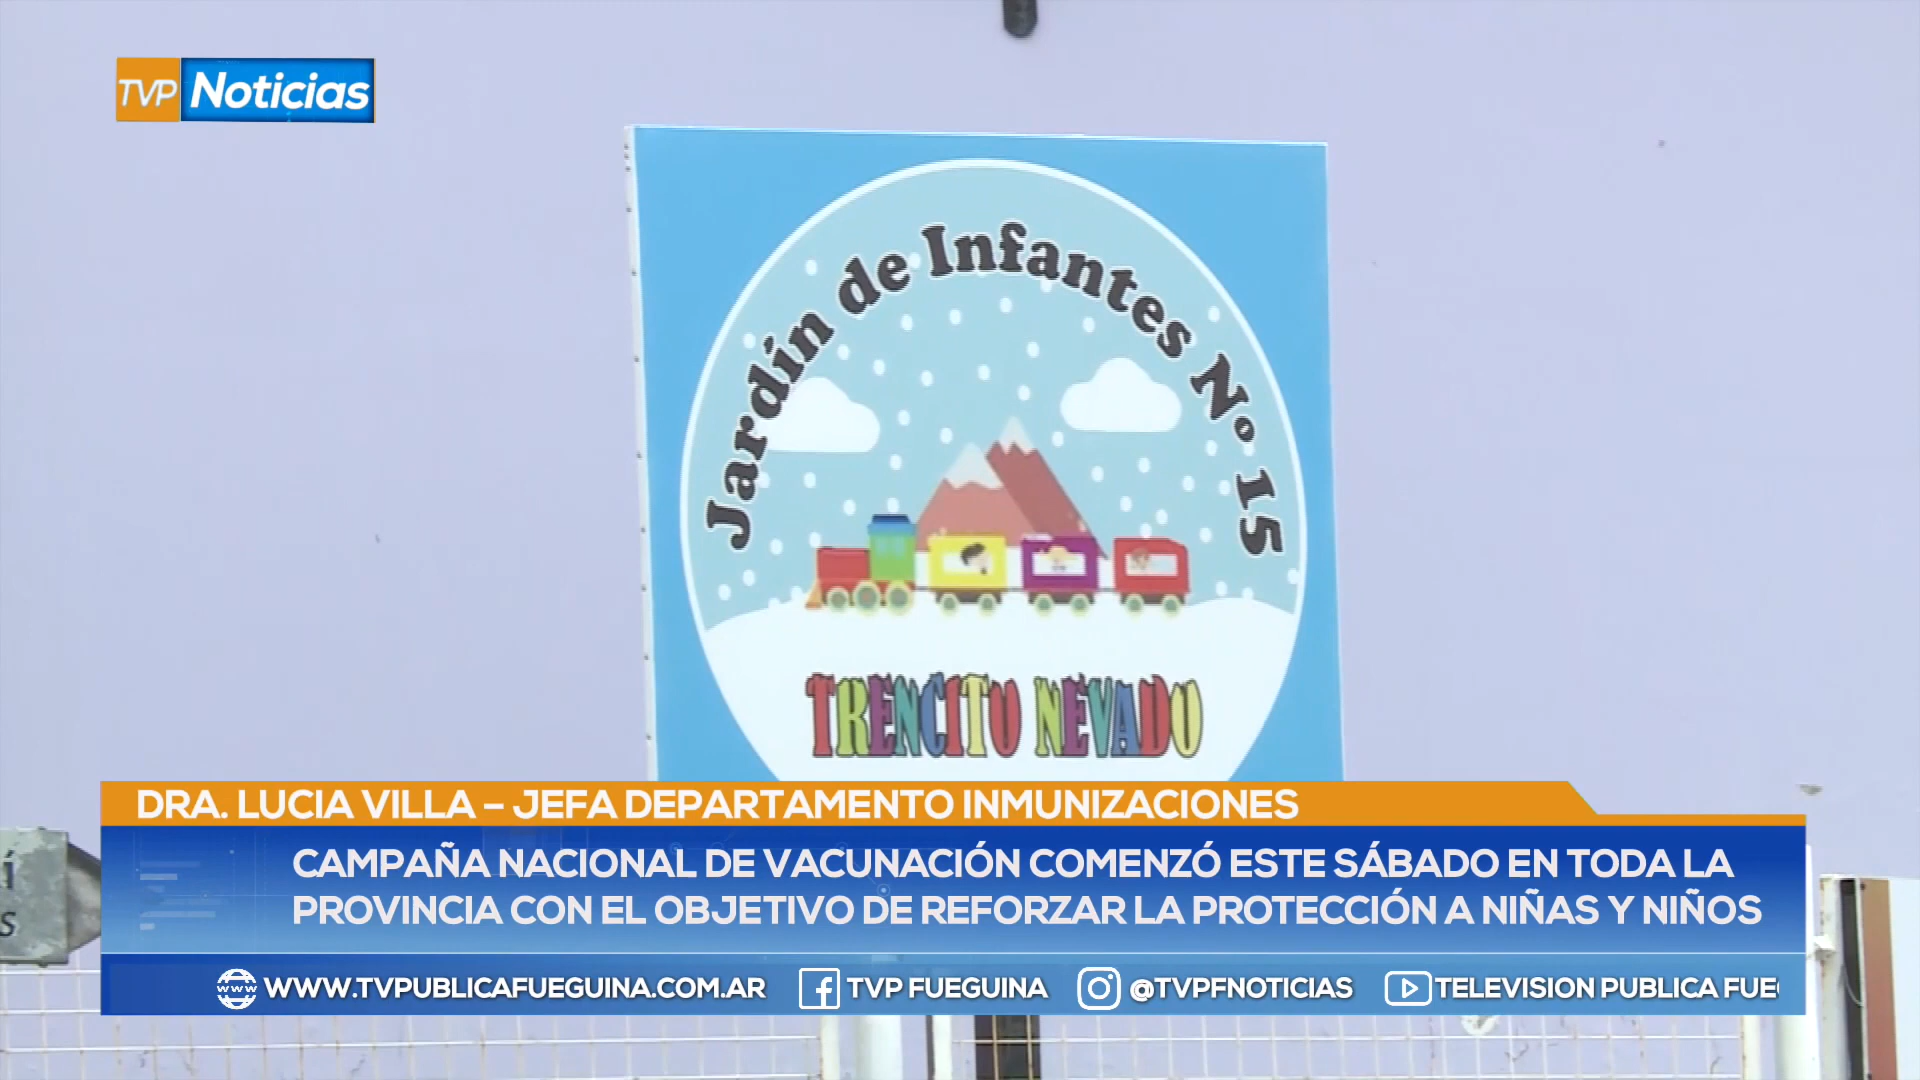 TVP Noticias
Jardín de Infantes Nº 15
TRENCITO NEVADO
DRA. LUCIA VILLA – JEFA DEPARTAMENTO INMUNIZACIONES
CAMPAÑA NACIONAL DE VACUNACIÓN COMENZÓ ESTE SÁBADO EN TODA LA
PROVINCIA CON EL OBJETIVO DE REFORZAR LA PROTECCIÓN A NIÑAS Y NIÑOS
WWW.TVPUBLICAFUEGUINA.COM.AR TVP FUEGUINA @TVPFNOTICIAS TELEVISION PUBLICA FUEG